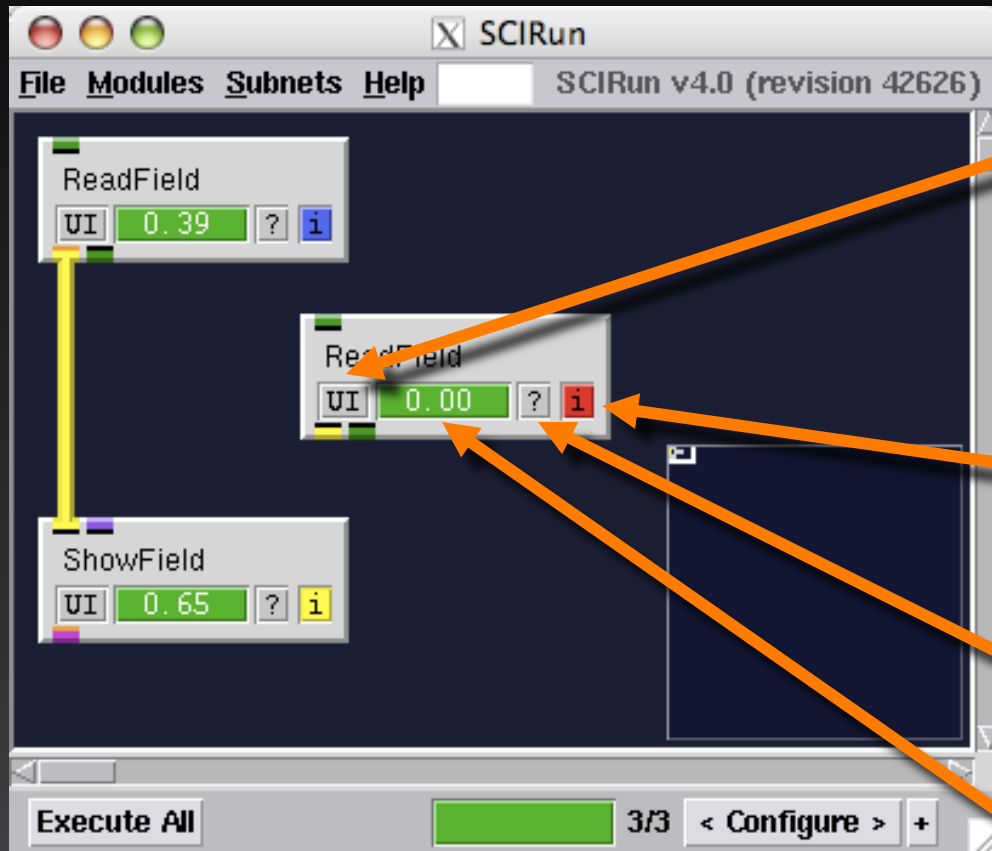 X SCIRun
File Modules Subnets Help SCIRun v4.0 (revision 42626)
ReadField
UI 0.39 ? i
ReadField
UI 0.00 ? i
ShowField
UI 0.65 ? i
Execute All 3/3 < Configure > +